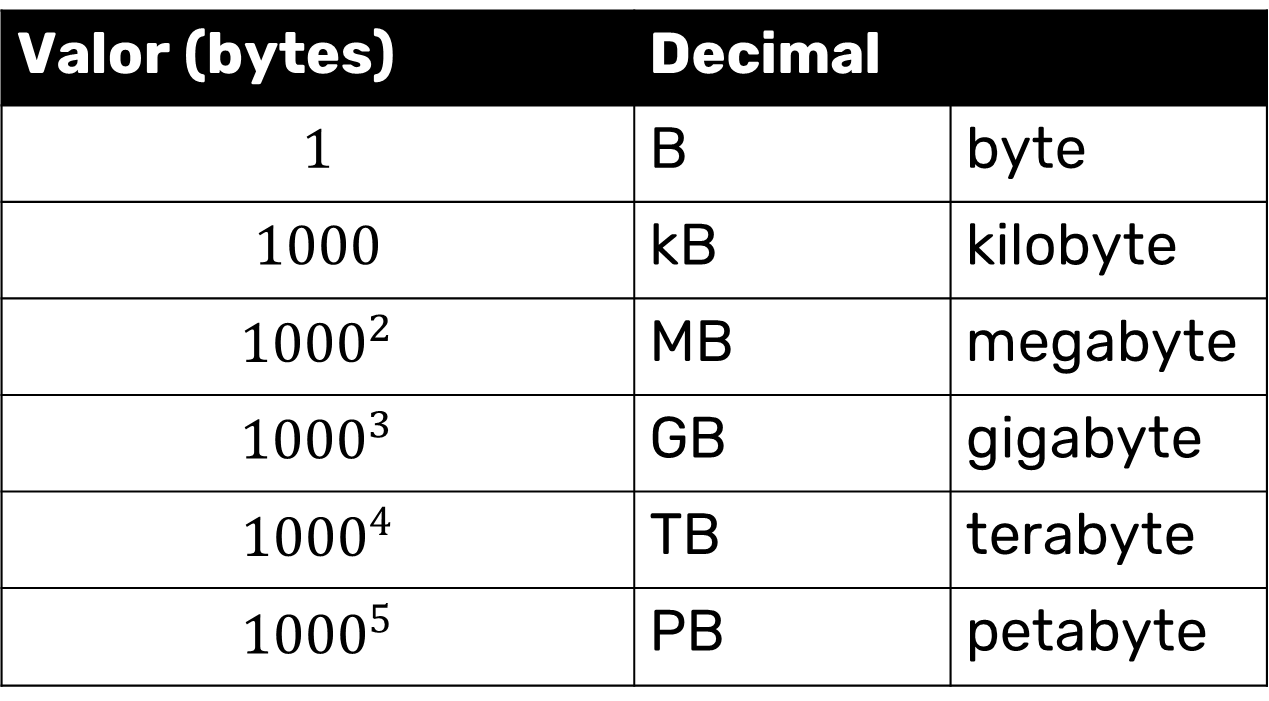 Valor (bytes) Decimal
1 B byte
1000 kB kilobyte
1000² MB megabyte
1000³ GB gigabyte
1000⁴ TB terabyte
1000⁵ PB petabyte